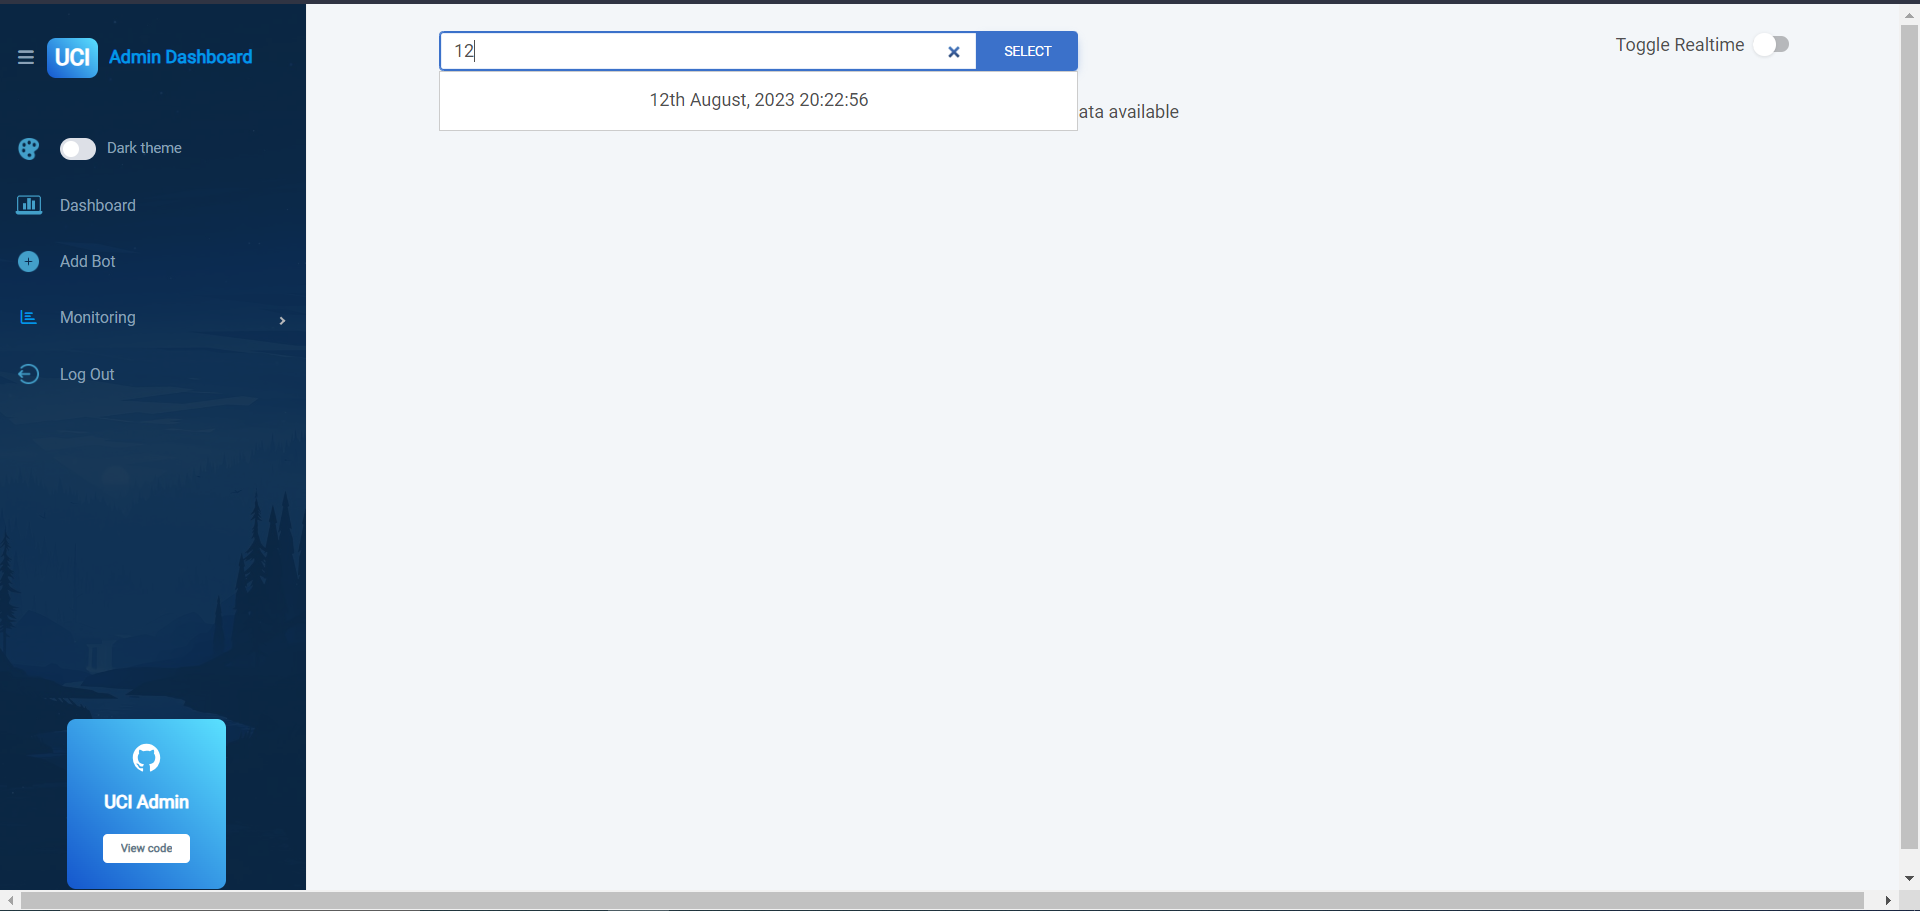 UCI Admin Dashboard
Dark theme
Dashboard
Add Bot
Monitoring
Log Out
UCI Admin
View code
12
SELECT
12th August, 2023 20:22:56
ata available
Toggle Realtime